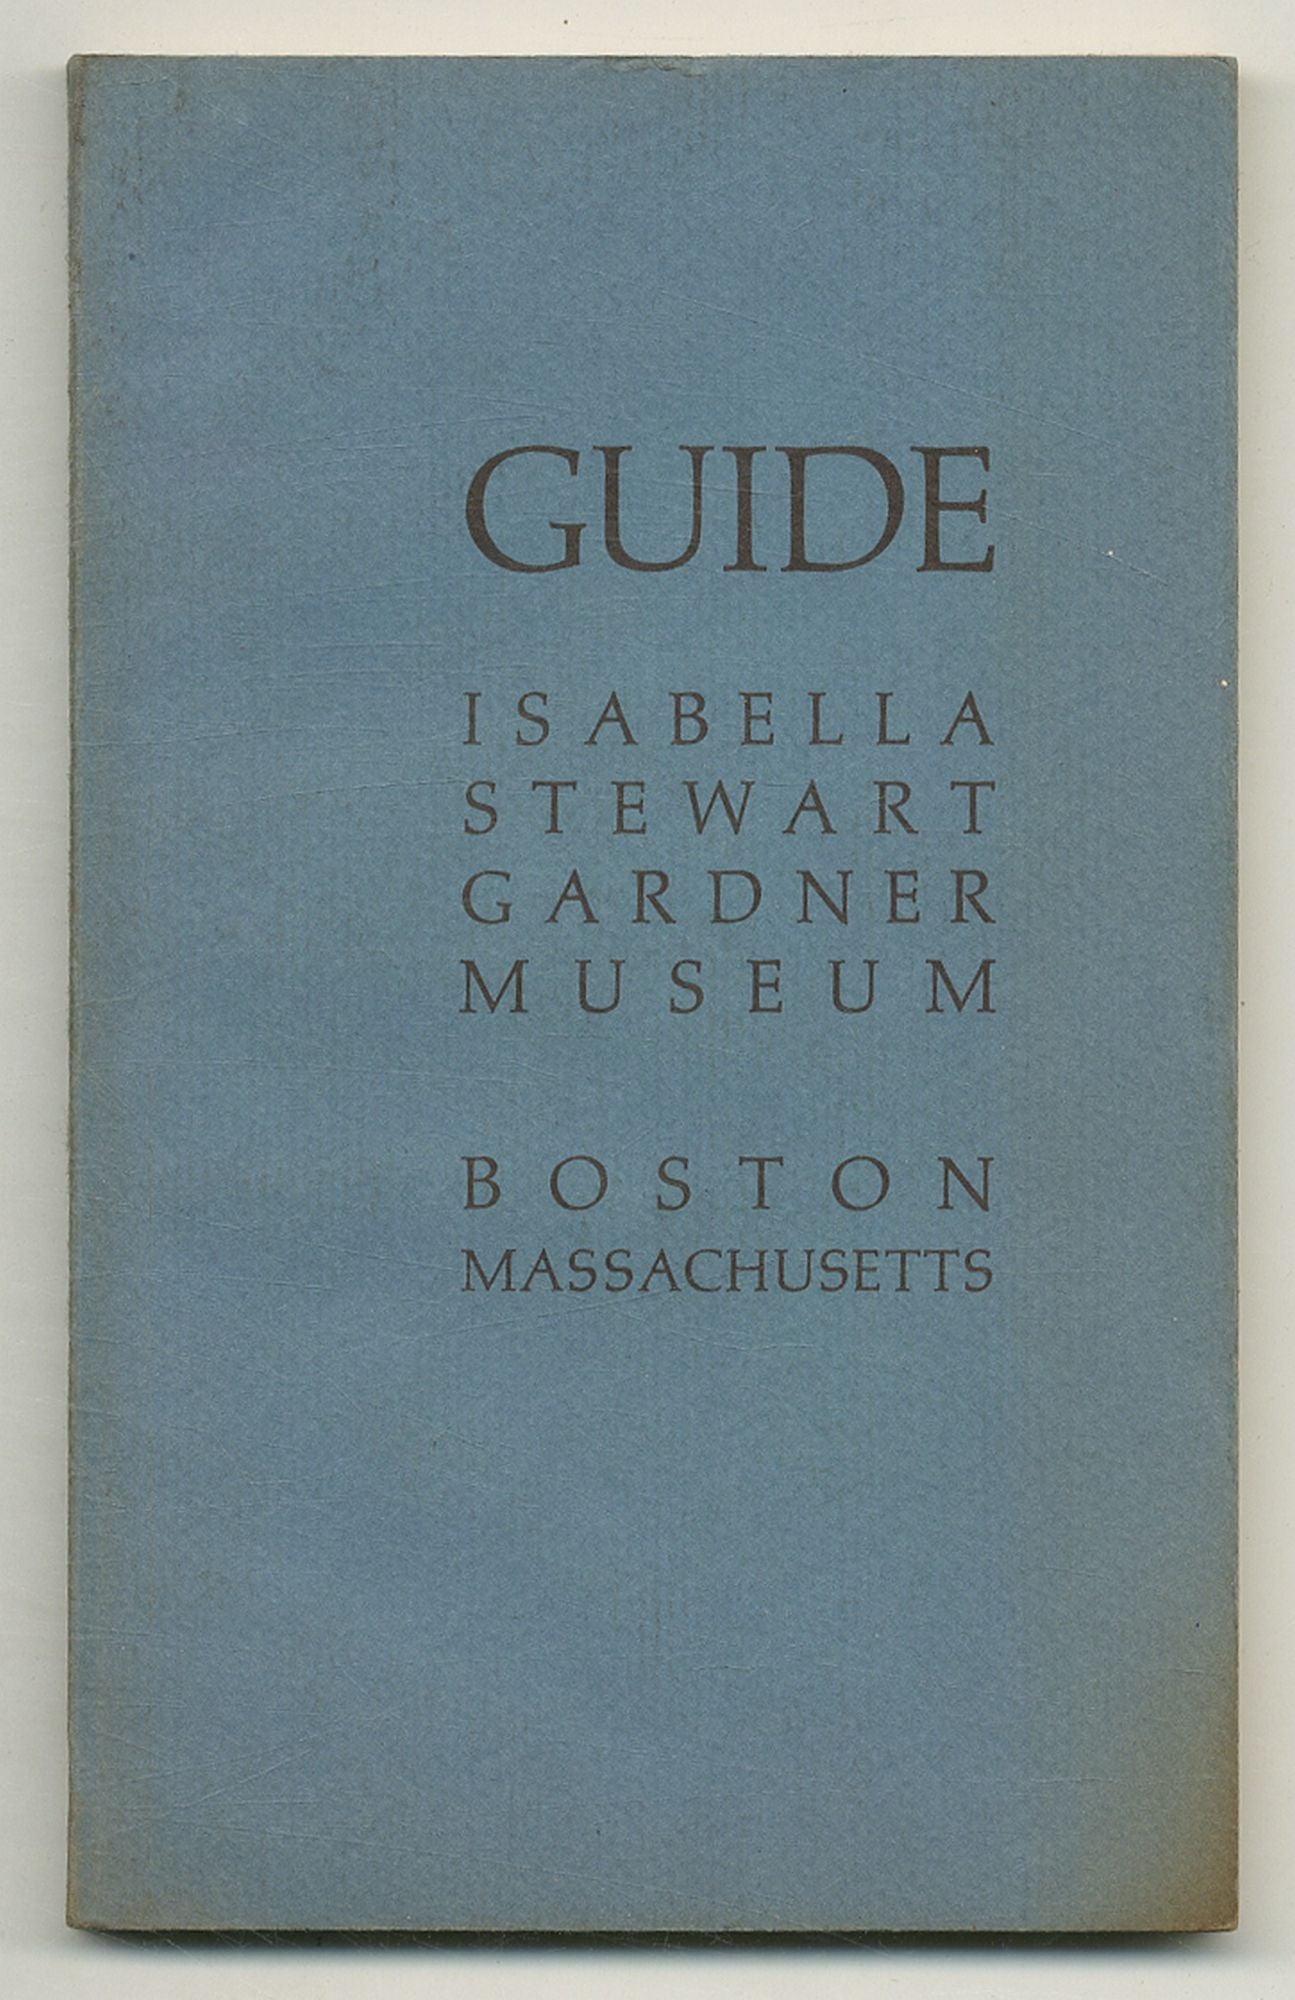 GUIDE
ISABELLA
STEWART
GARDNER
MUSEUM
BOSTON
MASSACHUSETTS